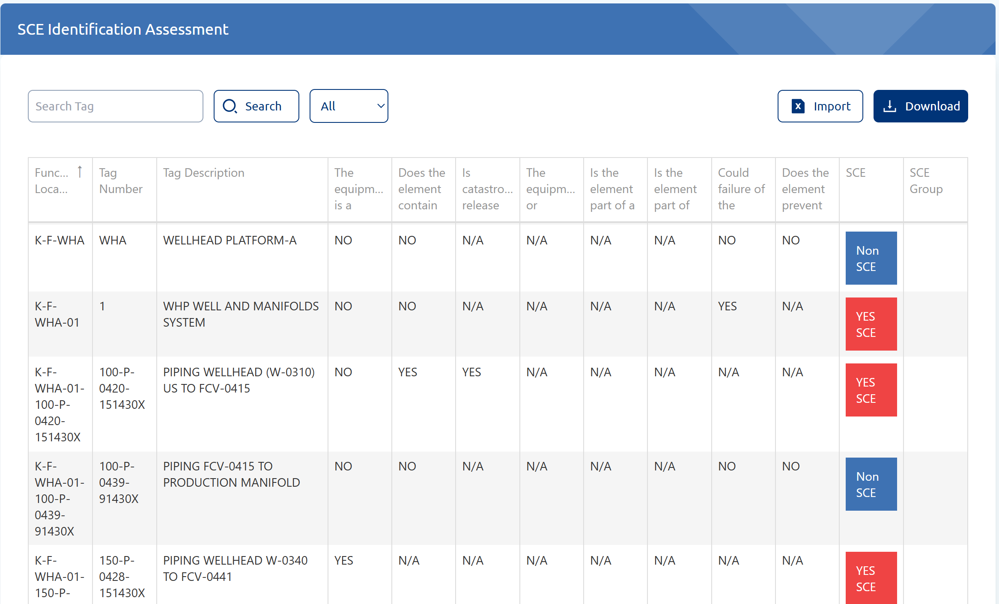 SCE Identification Assessment
Search Tag
Search
All
Import
Download
Func... ↑ Tag Tag Description The Does the Is The Is the Is the Could Does the SCE SCE
Loca... Number equipm... element catastro... equipm... element element failure of element Group
is a contain release or part of a part of the prevent
K-F-WHA WHA WELLHEAD PLATFORM-A NO NO N/A N/A N/A N/A NO NO
Non
SCE
K-F- 1 WHP WELL AND MANIFOLDS NO NO N/A N/A N/A N/A YES N/A
WHA-01 SYSTEM
YES
SCE
K-F- 100-P- PIPING WELLHEAD (W-0310) NO YES YES N/A N/A N/A N/A N/A
WHA-01- 0420- US TO FCV-0415
100-P- 151430X
0420-
151430X
YES
SCE
K-F- 100-P- PIPING FCV-0415 TO NO NO N/A N/A N/A N/A NO NO
WHA-01- 0439- PRODUCTION MANIFOLD
100-P- 91430X
0439-
91430X
Non
SCE
K-F- 150-P- PIPING WELLHEAD W-0340 YES N/A N/A N/A N/A N/A N/A N/A
WHA-01- 0428- TO FCV-0441
150-P- 151430X
YES
SCE